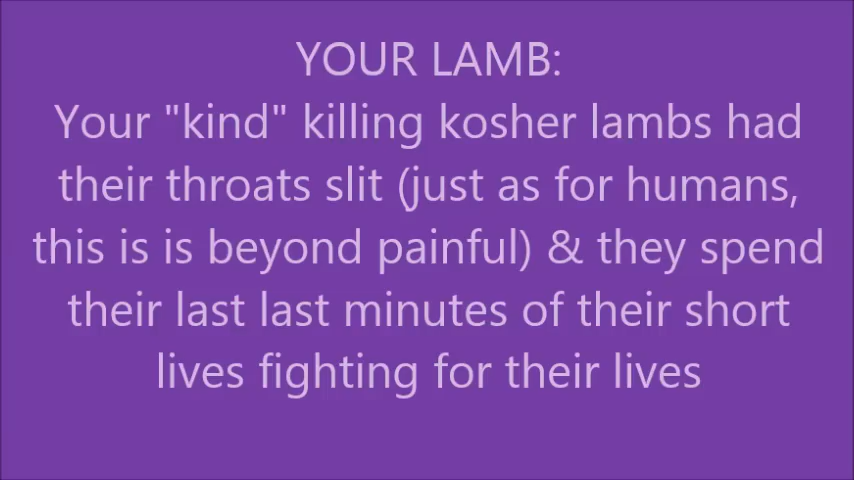 YOUR LAMB:
Your "kind" killing kosher lambs had
their throats slit (just as for humans,
this is is beyond painful) & they spend
their last last minutes of their short
lives fighting for their lives